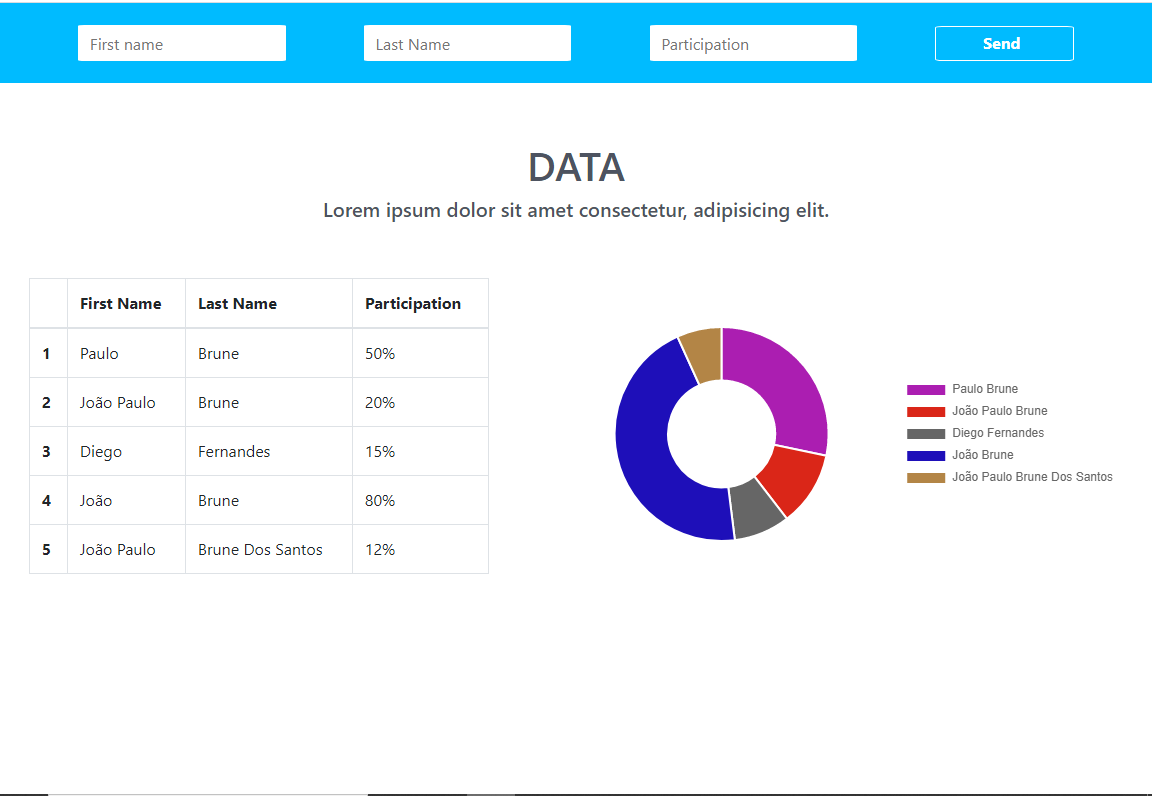 First name Last Name Participation Send
DATA
Lorem ipsum dolor sit amet consectetur, adipisicing elit.
First Name Last Name Participation
1 Paulo Brune 50%
2 João Paulo Brune 20%
3 Diego Fernandes 15%
4 João Brune 80%
5 João Paulo Brune Dos Santos 12%
Paulo Brune
João Paulo Brune
Diego Fernandes
João Brune
João Paulo Brune Dos Santos